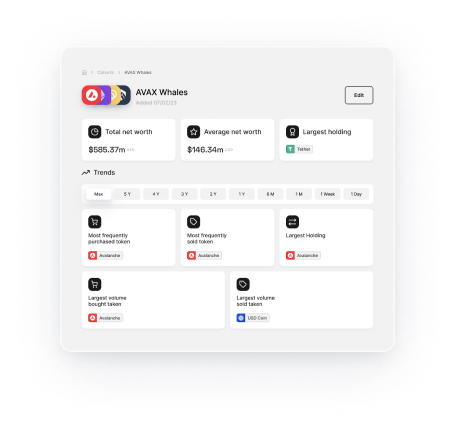 Cohorts
AVAX Whales
AVAX Whales
Added 07/02/23
Edit
Total net worth
$585.37m USD
Average net worth
$146.34m USD
Largest holding
Tether
Trends
Max 5 Y 4 Y 3 Y 2 Y 1 Y 6 M 1 M 1 Week 1 Day
Most frequently
purchased token
Avalanche
Most frequently
sold token
Avalanche
Largest Holding
Avalanche
Largest volume
bought taken
Avalanche
Largest volume
sold taken
USD Coin